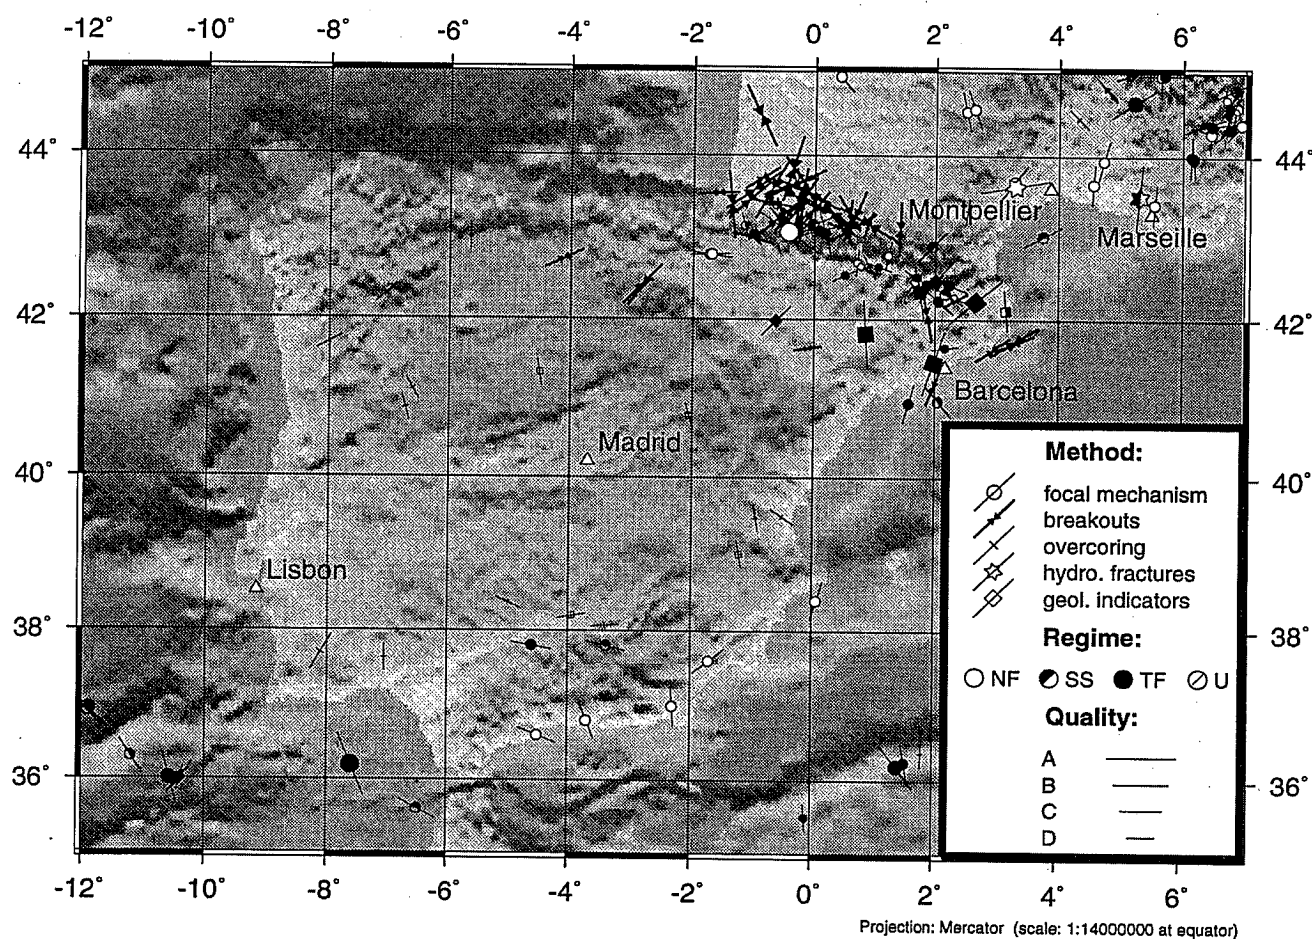 -12° -10° -8° -6° -4° -2° 0° 2° 4° 6°
44° 44°
Montpellier
Marseille
42° 42°
Barcelona
Madrid
40° 40°
Lisbon
38° 38°
36° 36°
Method:
focal mechanism
breakouts
overcoring
hydro. fractures
geol. indicators
Regime:
NF SS TF U
Quality:
A
B
C
D
-12° -10° -8° -6° -4° -2° 0° 2° 4° 6°
Projection: Mercator (scale: 1:14000000 at equator)